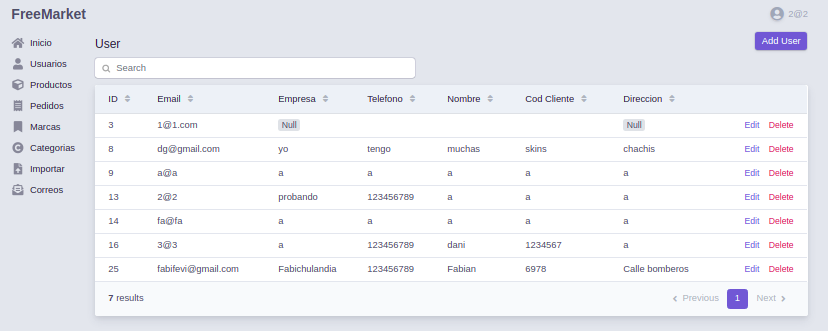 FreeMarket
2@2
Inicio
Usuarios
Productos
Pedidos
Marcas
Categorias
Importar
Correos
User
Add User
Search
ID Email Empresa Telefono Nombre Cod Cliente Direccion
3 1@1.com Null Null Edit Delete
8 dg@gmail.com yo tengo muchas skins chachis Edit Delete
9 a@a a a a a a Edit Delete
13 2@2 probando 123456789 a a a Edit Delete
14 fa@fa a a a a a Edit Delete
16 3@3 a 123456789 dani 1234567 a Edit Delete
25 fabifevi@gmail.com Fabichulandia 123456789 Fabian 6978 Calle bomberos Edit Delete
7 results
Previous 1 Next